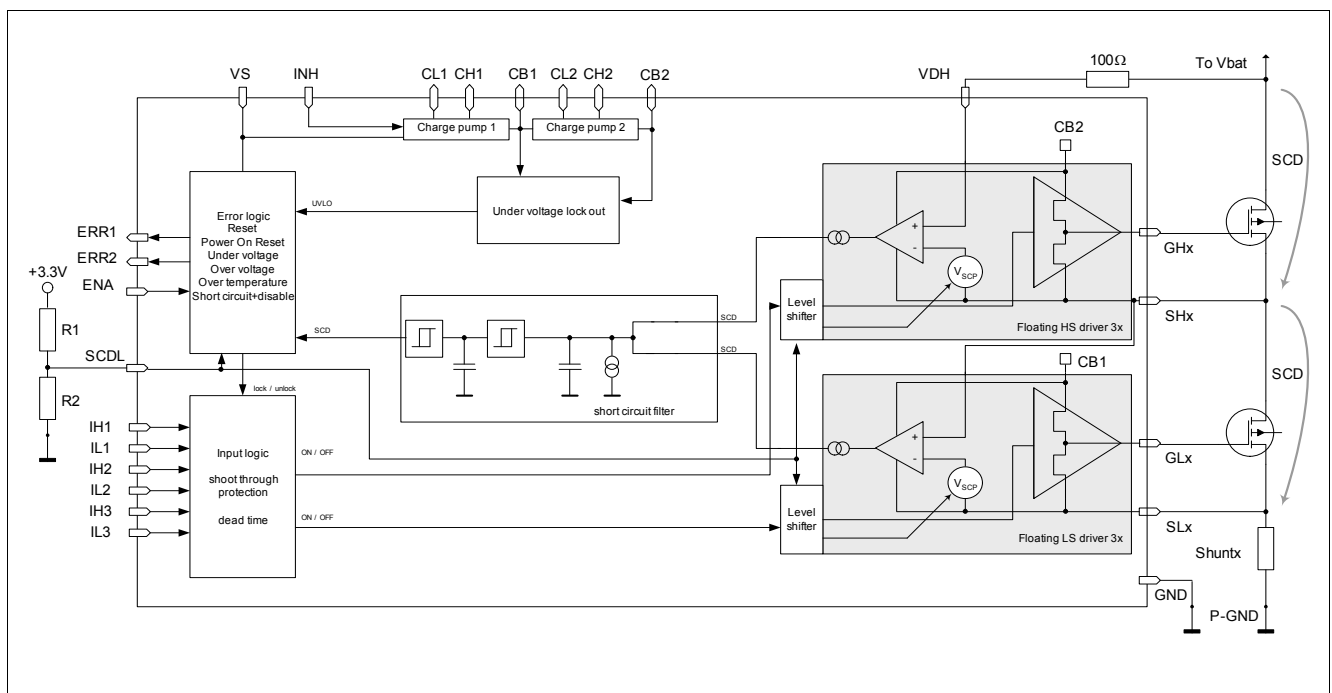 To Vbat
100Ω
VS
INH
CL1
CH1
CB1
CL2
CH2
CB2
VDH
Charge pump 1
Charge pump 2
CB2
SCD
Error logic
Reset
Power On Reset
Under voltage
Over voltage
Over temperature
Short circuit+disable
UVLO
Under voltage lock out
+
-
VSCP
ERR1
ERR2
+3.3V
ENA
GHx
Level
shifter
SHx
Floating HS driver 3x
R1
SCD
SCD
SCD
SCDL
CB1
SCD
R2
lock / unlock
short circuit filter
IH1
IL1
IH2
IL2
IH3
IL3
Input logic
shoot through
protection
dead time
ON / OFF
ON / OFF
+
-
VSCP
GLx
Level
shifter
SLx
Floating LS driver 3x
Shuntx
GND
P-GND